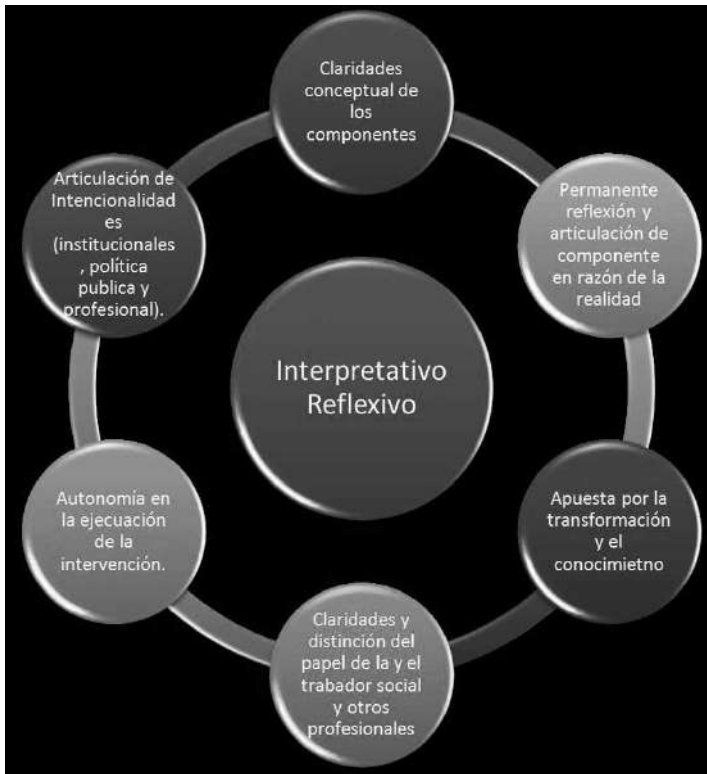 Claridades
conceptual de
los
componentes
Permanente
reflexión y
articulación de
componente
en razón de la
realidad
Apuesta por la
transformación
y el
conocimietno
Claridades y
distinción del
papel de la y el
trabador social
y otros
profesionales
Autonomía en
la ejecuación
de la
intervención.
Articulación de
Intencionalidad
es
(institucionales
, política
publica y
profesional).
Interpretativo
Reflexivo